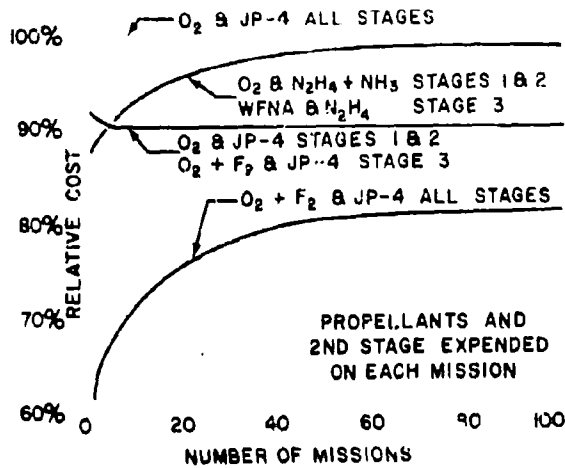 100%
O₂ & JP-4 ALL STAGES
O₂ & N₂H₄ + NH₃ STAGES 1 & 2
WFNA & N₂H₄ STAGE 3
90%
O₂ & JP-4 STAGES 1 & 2
O₂ + F₂ & JP-4 STAGE 3
RELATIVE COST
80%
O₂ + F₂ & JP-4 ALL STAGES
70%
PROPELLANTS AND
2ND STAGE EXPENDED
ON EACH MISSION
60%
0 20 40 60 80 100
NUMBER OF MISSIONS